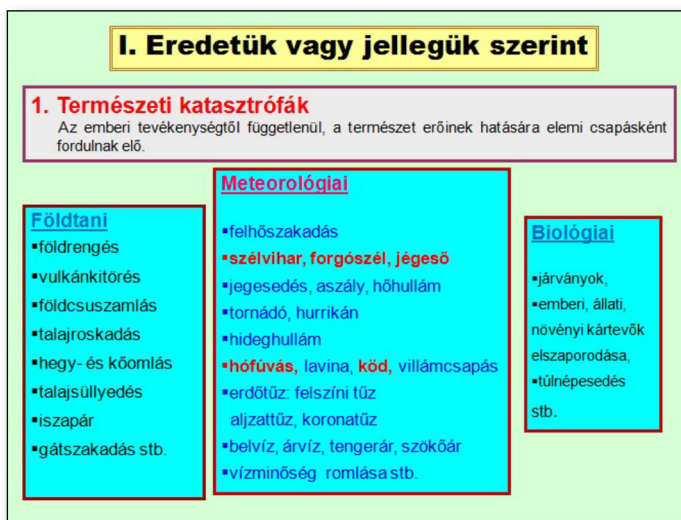 I. Eredetük vagy jellegük szerint
1. Természeti katasztrófák
Az emberi tevékenységtől függetlenül, a természet erőinek hatására elemi csapásként
fordulnak elő.
Földtani
▪földrengés
▪vulkánkitörés
▪földcsuszamlás
▪talajroskadás
▪hegy- és kőomlás
▪talajsüllyedés
▪iszapár
▪gátszakadás stb.
Meteorológiai
▪felhőszakadás
▪szélvihar, forgószél, jégeső
▪jegesedés, aszály, hőhullám
▪tornádó, hurrikán
▪hideghullám
▪hófúvás, lavina, köd, villámcsapás
▪erdőtűz: felszíni tűz
aljzattűz, koronatűz
▪belvíz, árvíz, tengerár, szökőár
▪vízminőség romlása stb.
Biológiai
▪járványok,
▪emberi, állati,
növényi kártevők
elszaporodása,
▪túlnépesedés
stb.